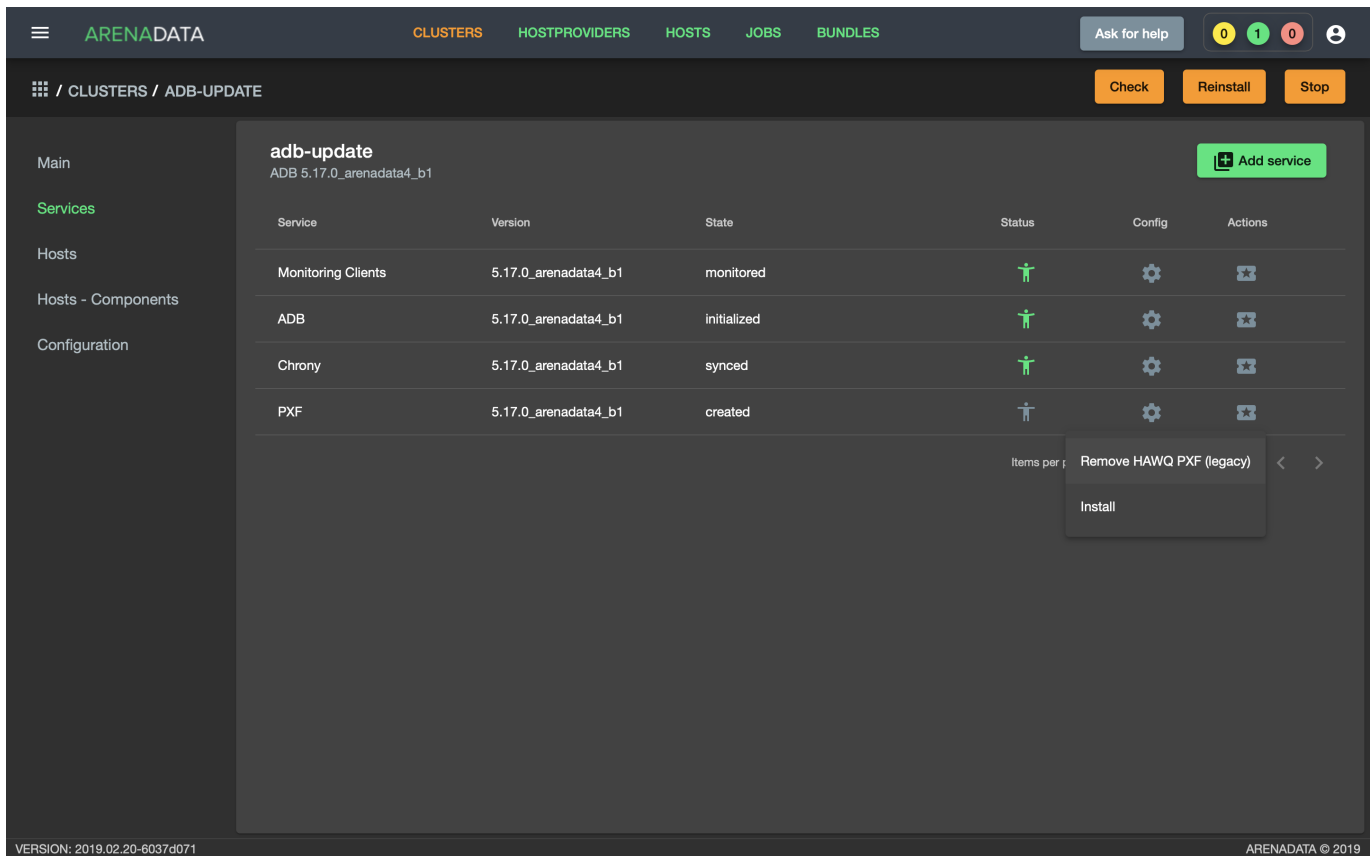 ARENADATA CLUSTERS HOSTPROVIDERS HOSTS JOBS BUNDLES Ask for help 0 1 0
/ CLUSTERS / ADB-UPDATE Check Reinstall Stop
Main
Services
Hosts
Hosts - Components
Configuration
adb-update
ADB 5.17.0_arenadata4_b1
Add service
Service Version State Status Config Actions
Monitoring Clients 5.17.0_arenadata4_b1 monitored
ADB 5.17.0_arenadata4_b1 initialized
Chrony 5.17.0_arenadata4_b1 synced
PXF 5.17.0_arenadata4_b1 created
Items per
Remove HAWQ PXF (legacy)
Install
VERSION: 2019.02.20-6037d071 ARENADATA © 2019